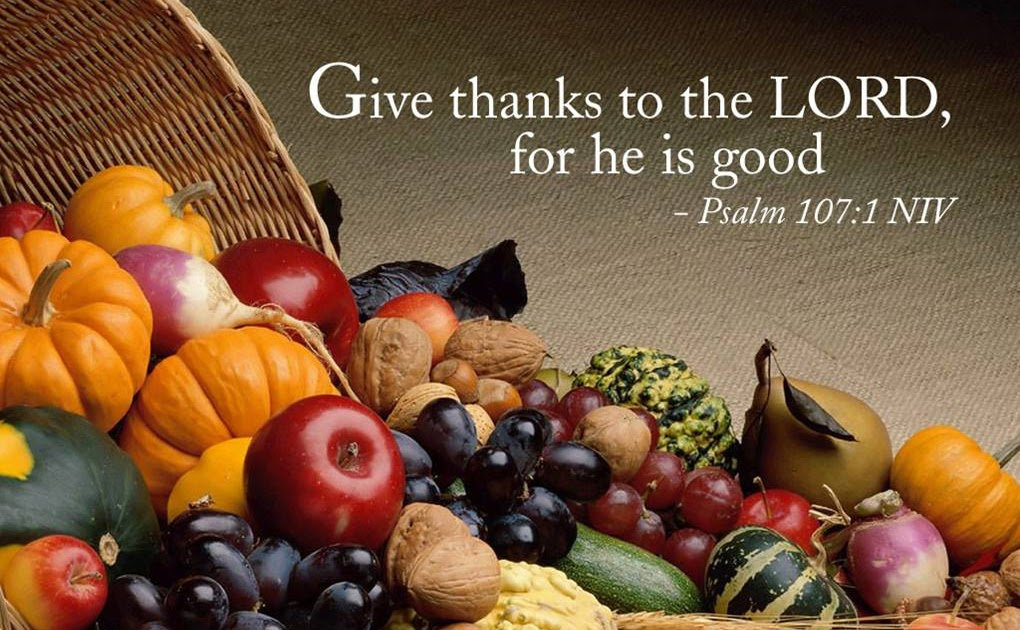 Give thanks to the LORD,
for he is good
– Psalm 107:1 NIV